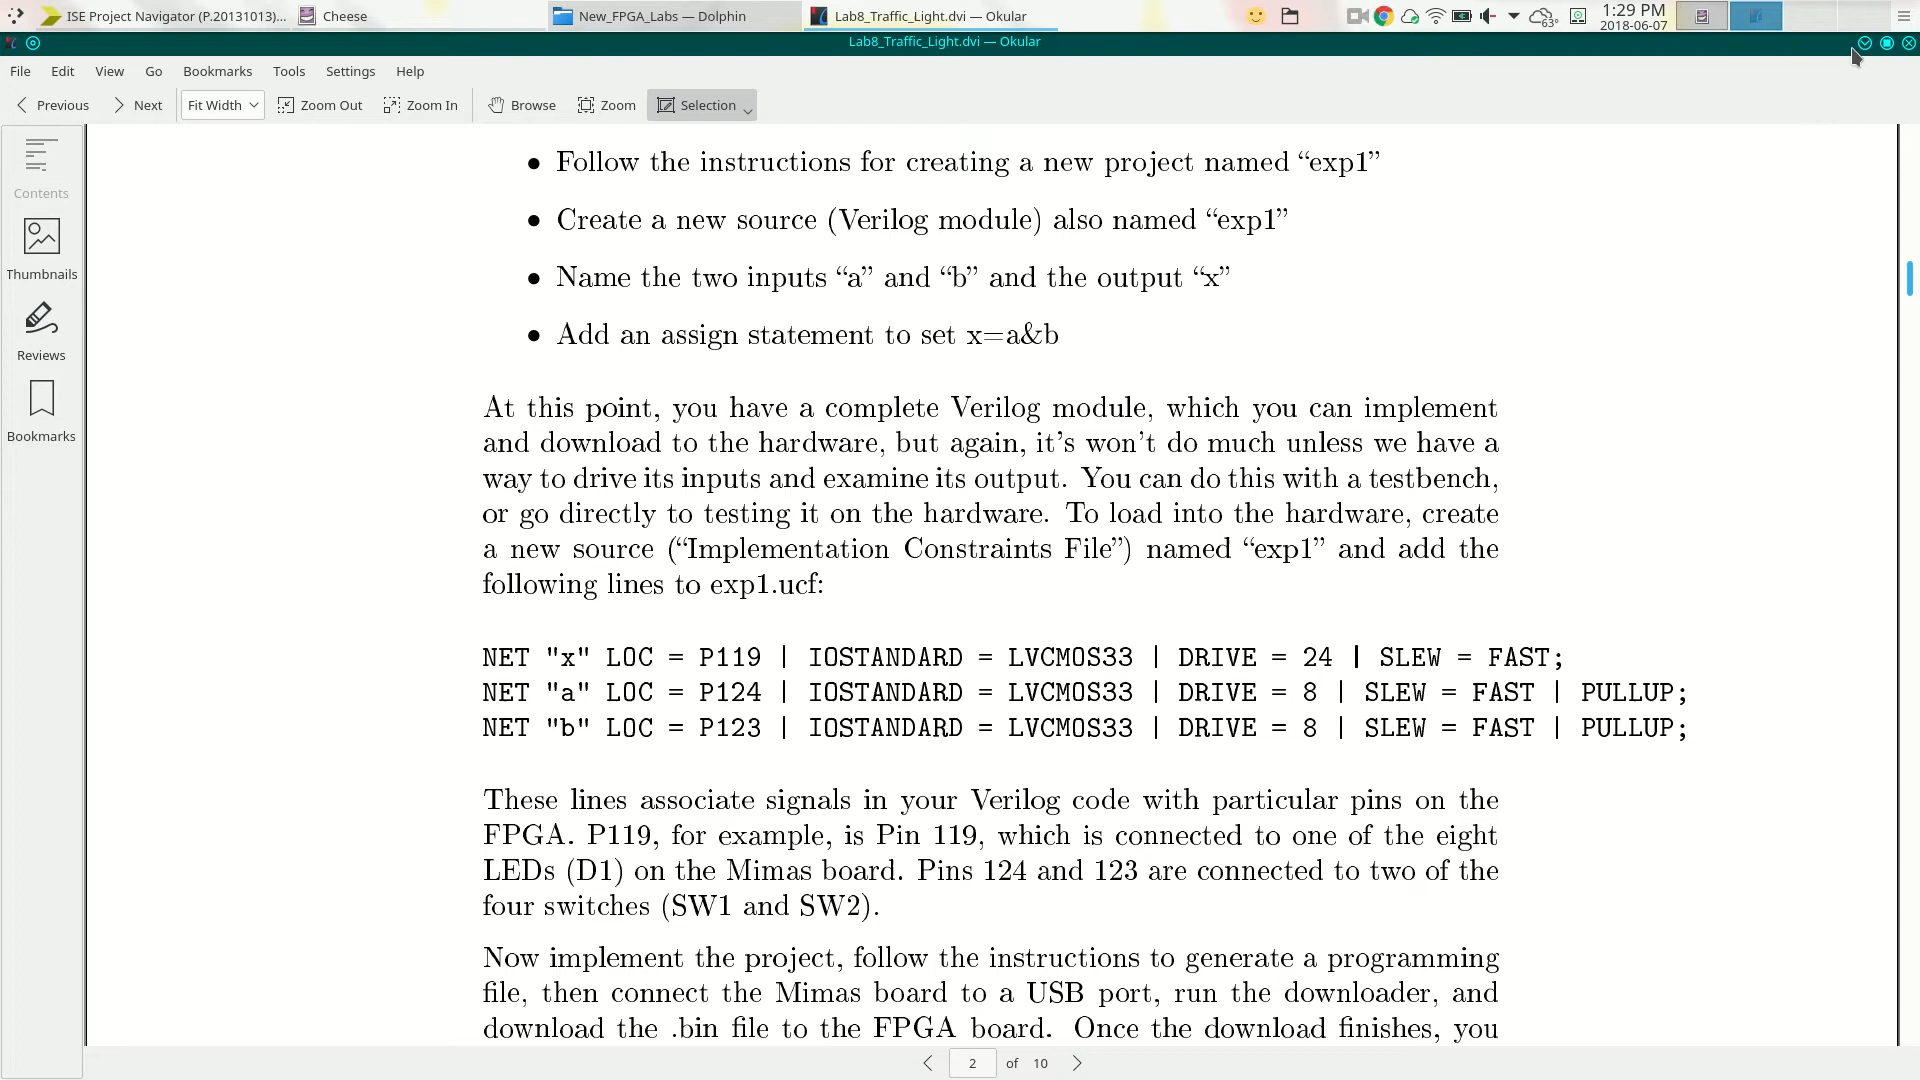 ISE Project Navigator (P.20131013)...
Cheese
New_FPGA_Labs — Dolphin
Lab8_Traffic_Light.dvi — Okular
63°
1:29 PM
2018-06-07
Lab8_Traffic_Light.dvi — Okular
File Edit View Go Bookmarks Tools Settings Help
Previous Next Fit Width Zoom Out Zoom In Browse Zoom Selection
Contents
Thumbnails
Reviews
Bookmarks
• Follow the instructions for creating a new project named “exp1”
• Create a new source (Verilog module) also named “exp1”
• Name the two inputs “a” and “b” and the output “x”
• Add an assign statement to set x=a&b
At this point, you have a complete Verilog module, which you can implement
and download to the hardware, but again, it’s won’t do much unless we have a
way to drive its inputs and examine its output. You can do this with a testbench,
or go directly to testing it on the hardware. To load into the hardware, create
a new source (“Implementation Constraints File”) named “exp1” and add the
following lines to exp1.ucf:
NET "x" LOC = P119 | IOSTANDARD = LVCMOS33 | DRIVE = 24 | SLEW = FAST;
NET "a" LOC = P124 | IOSTANDARD = LVCMOS33 | DRIVE = 8 | SLEW = FAST | PULLUP;
NET "b" LOC = P123 | IOSTANDARD = LVCMOS33 | DRIVE = 8 | SLEW = FAST | PULLUP;
These lines associate signals in your Verilog code with particular pins on the
FPGA. P119, for example, is Pin 119, which is connected to one of the eight
LEDs (D1) on the Mimas board. Pins 124 and 123 are connected to two of the
four switches (SW1 and SW2).
Now implement the project, follow the instructions to generate a programming
file, then connect the Mimas board to a USB port, run the downloader, and
download the .bin file to the FPGA board. Once the download finishes, you
2 of 10